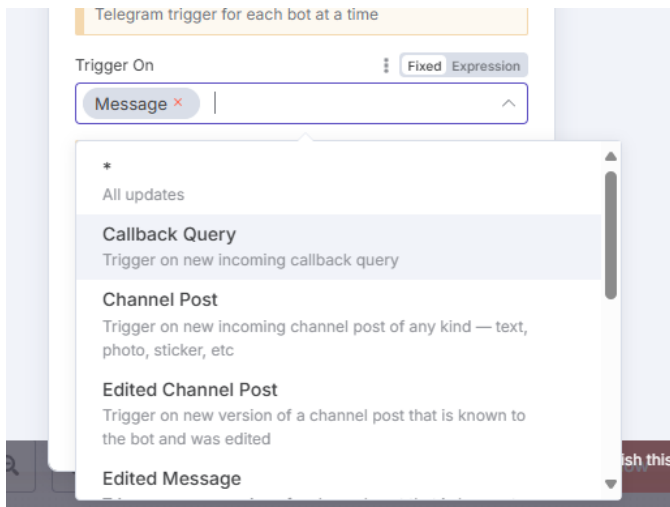 Telegram trigger for each bot at a time
Trigger On
Fixed Expression
Message ×
*
All updates
Callback Query
Trigger on new incoming callback query
Channel Post
Trigger on new incoming channel post of any kind — text,
photo, sticker, etc
Edited Channel Post
Trigger on new version of a channel post that is known to
the bot and was edited
Edited Message
ish this